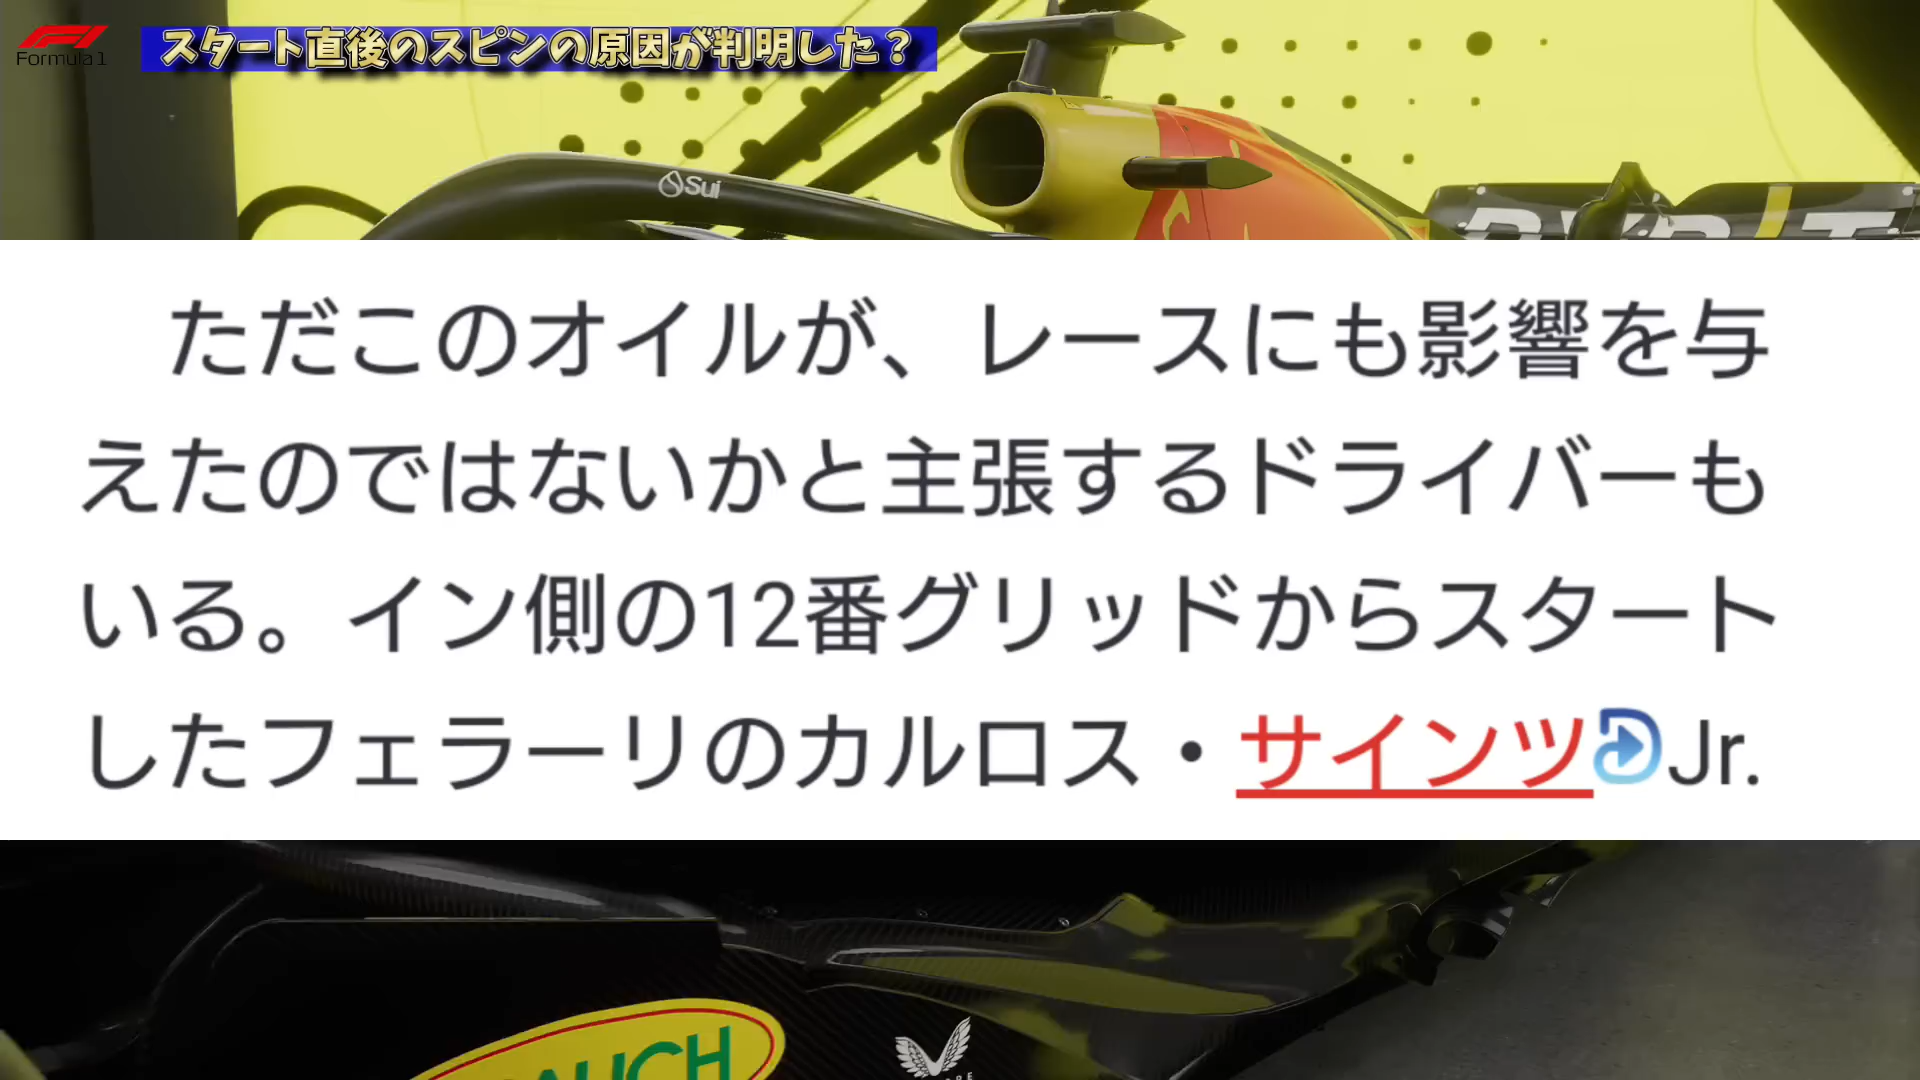 Formula 1
スタート直後のスピンの原因が判明した？
Sui
ただこのオイルが、レースにも影響を与
えたのではないかと主張するドライバーも
いる。イン側の12番グリッドからスタート
したフェラーリのカルロス・サインツJr.